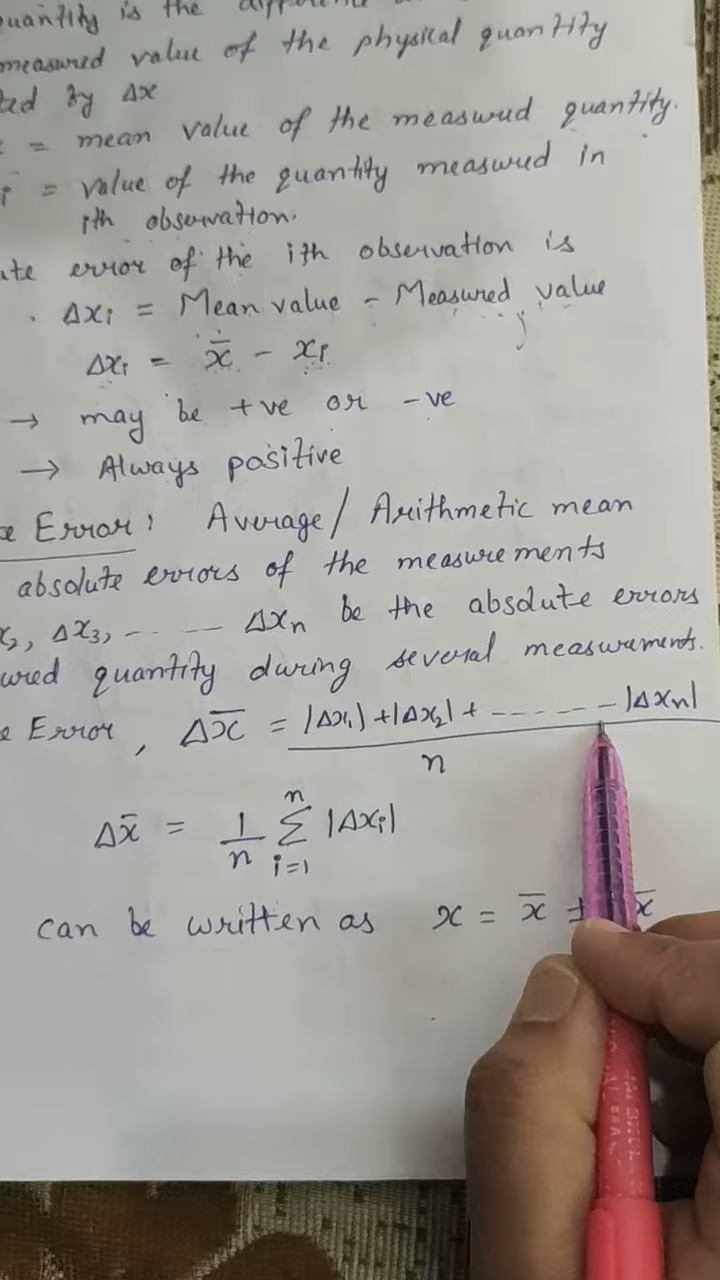 quantity is the
measured value of the physical quantity
by Δx
= mean value of the measured quantity.
i = value of the quantity measured in
ith observation.
error of the ith observation is
Δxi = Mean value - Measured value
Δxi = x̄ - xi
→ may be +ve or -ve
→ Always positive
Error: Average/ Arithmetic mean
absolute errors of the measurements
x2, Δx3, - - - - - Δxn be the absolute errors
quantity during several measurements.
Error, Δx̄ = |Δx1| + |Δx2| + - - - - - - |Δxn|
n
Δx̄ = 1/n Σ i=1 n |Δxi|
can be written as x = x̄ ± x̄